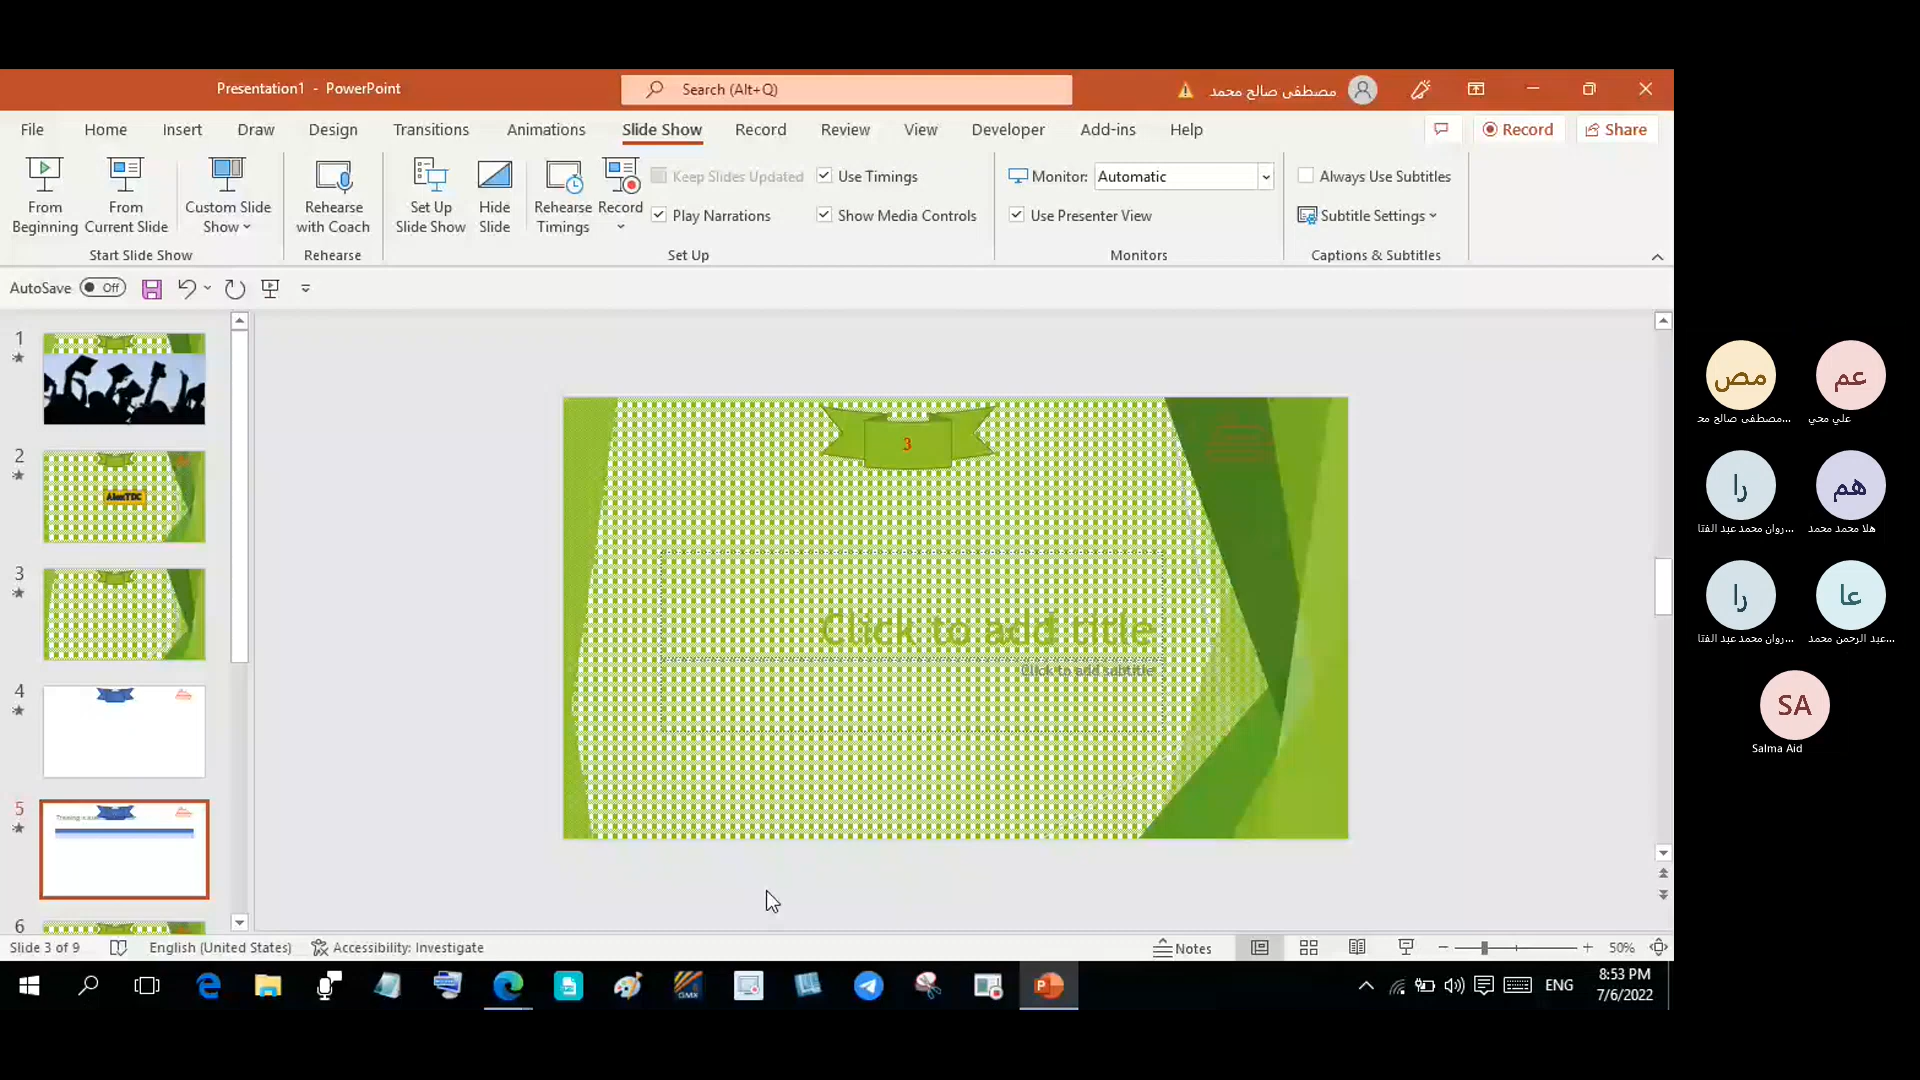 Presentation1 - PowerPoint
Search (Alt+Q)
مصطفى صالح محمد
File Home Insert Draw Design Transitions Animations Slide Show Record Review View Developer Add-ins Help
Record
Share
From Beginning
From Current Slide
Custom Slide Show
Start Slide Show
Rehearse with Coach
Rehearse
Set Up Slide Show
Hide Slide
Rehearse Timings
Record
Keep Slides Updated
Play Narrations
Use Timings
Show Media Controls
Set Up
Monitor: Automatic
Use Presenter View
Monitors
Always Use Subtitles
Subtitle Settings
Captions & Subtitles
AutoSave Off
1
2
AlexTDC
3
4
5
6
3
Click to add title
Click to add subtitle
Slide 3 of 9
English (United States)
Accessibility: Investigate
Notes
50%
ENG
8:53 PM
7/6/2022
مص
مصطفى صالح مح...
عم
علي محي
را
روان محمد عبد الفتا...
هم
هلا محمد محمد
را
روان محمد عبد الفتا...
عا
عبد الرحمن محمد...
SA
Salma Aid